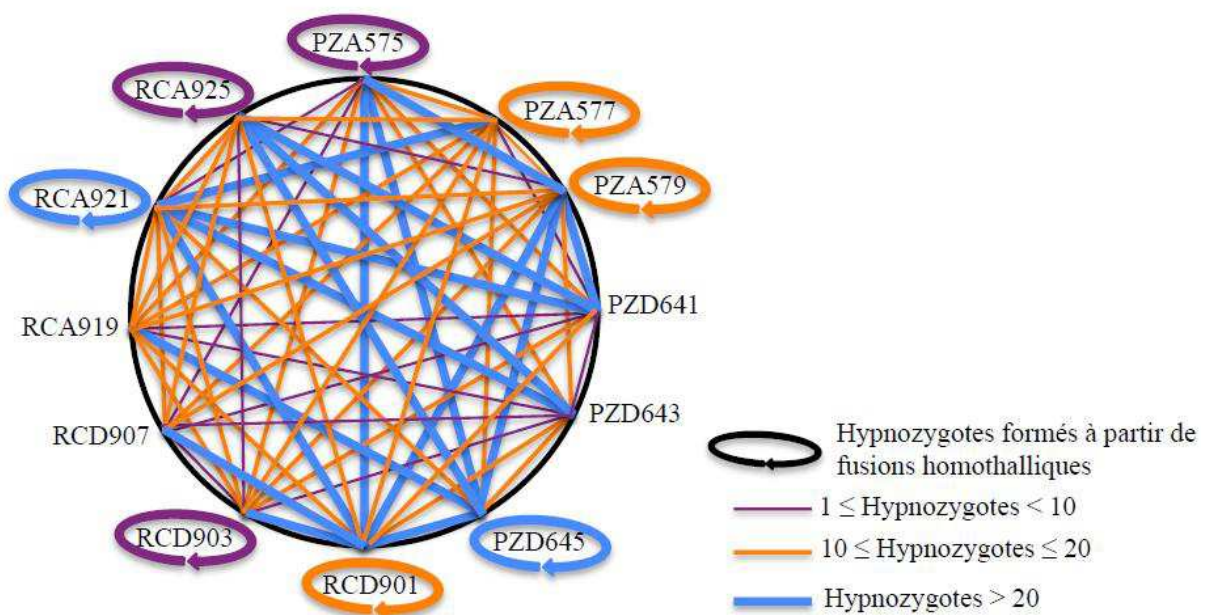 PZA575
RCA925
PZA577
PZA579
RCA921
PZD641
RCA919
PZD643
RCD907
RCD903
PZD645
RCD901
Hypnozygotes formés à partir de
fusions homothalliques
1 ≤ Hypnozygotes < 10
10 ≤ Hypnozygotes ≤ 20
Hypnozygotes > 20